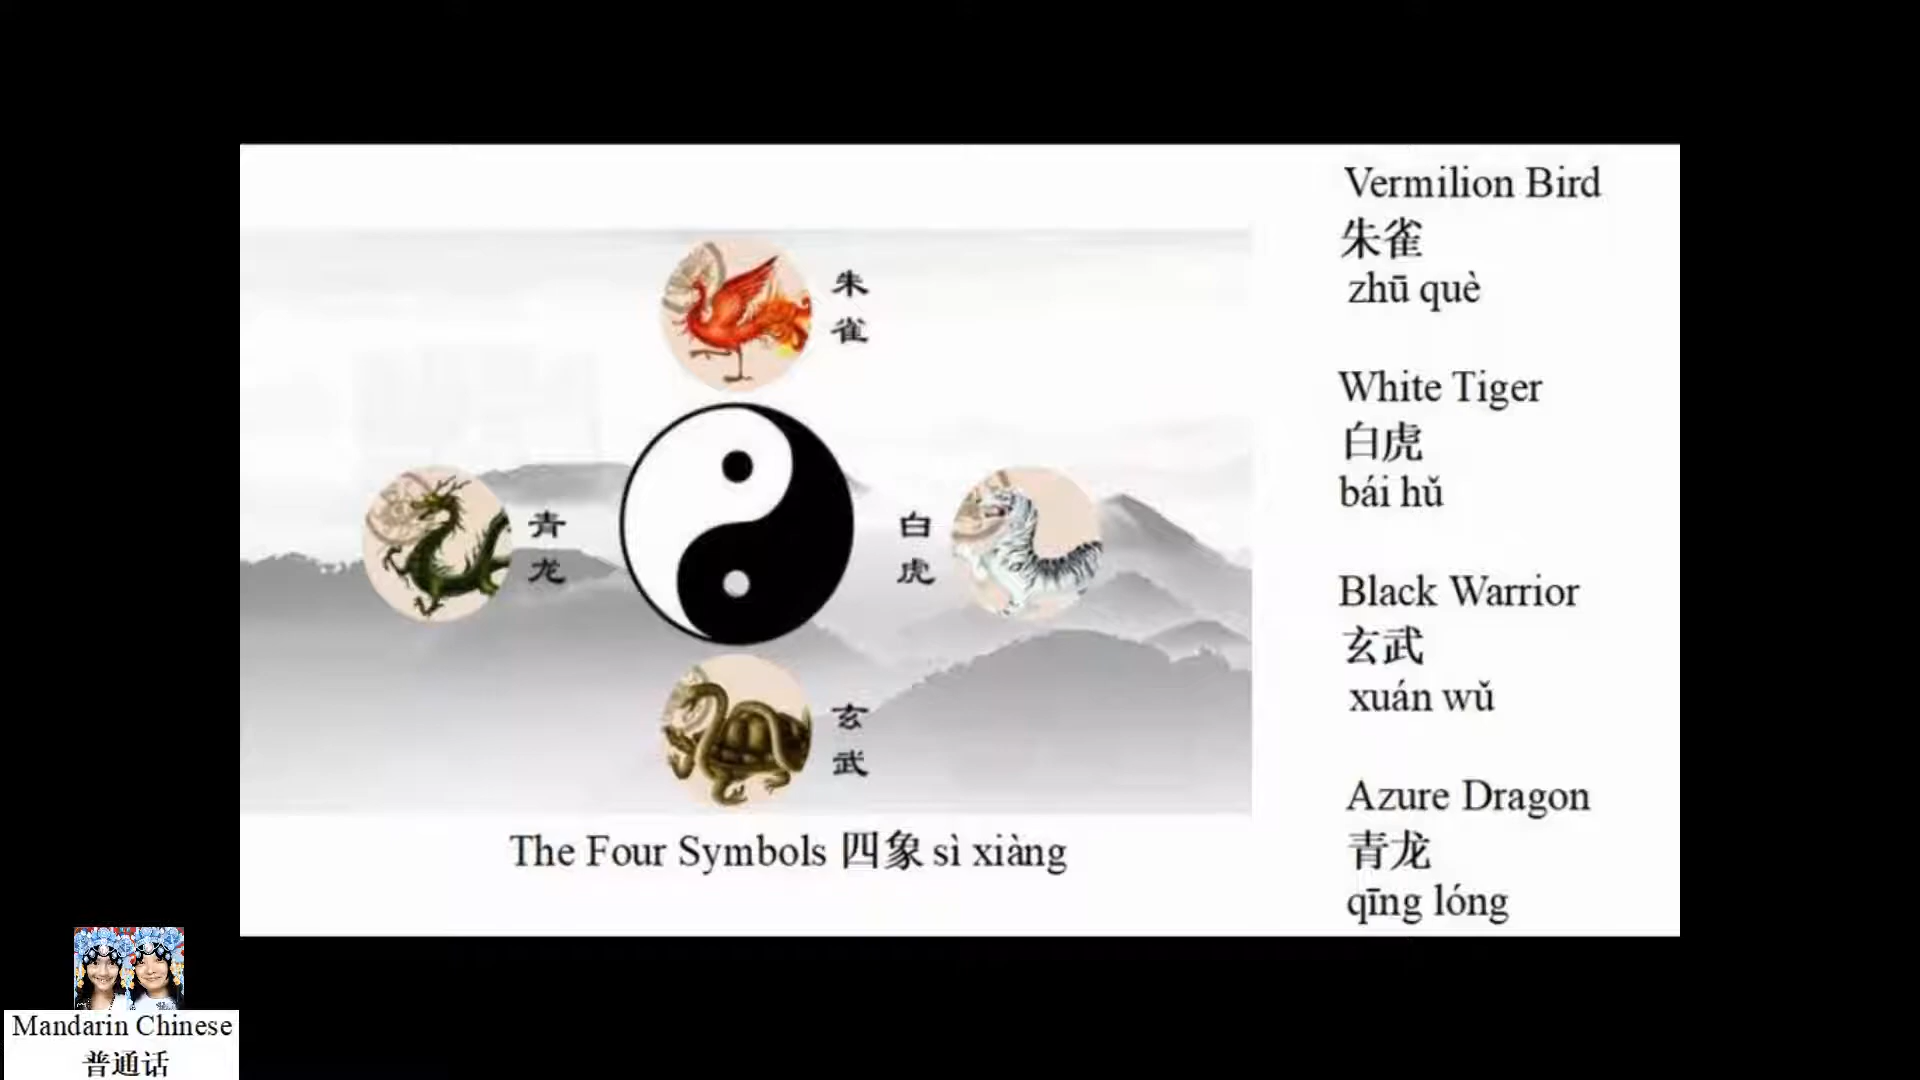 朱雀
青龙
白虎
玄武
The Four Symbols 四象 sì xiàng
Vermilion Bird
朱雀
zhū què
White Tiger
白虎
bái hǔ
Black Warrior
玄武
xuán wǔ
Azure Dragon
青龙
qīng lóng
Mandarin Chinese
普通话